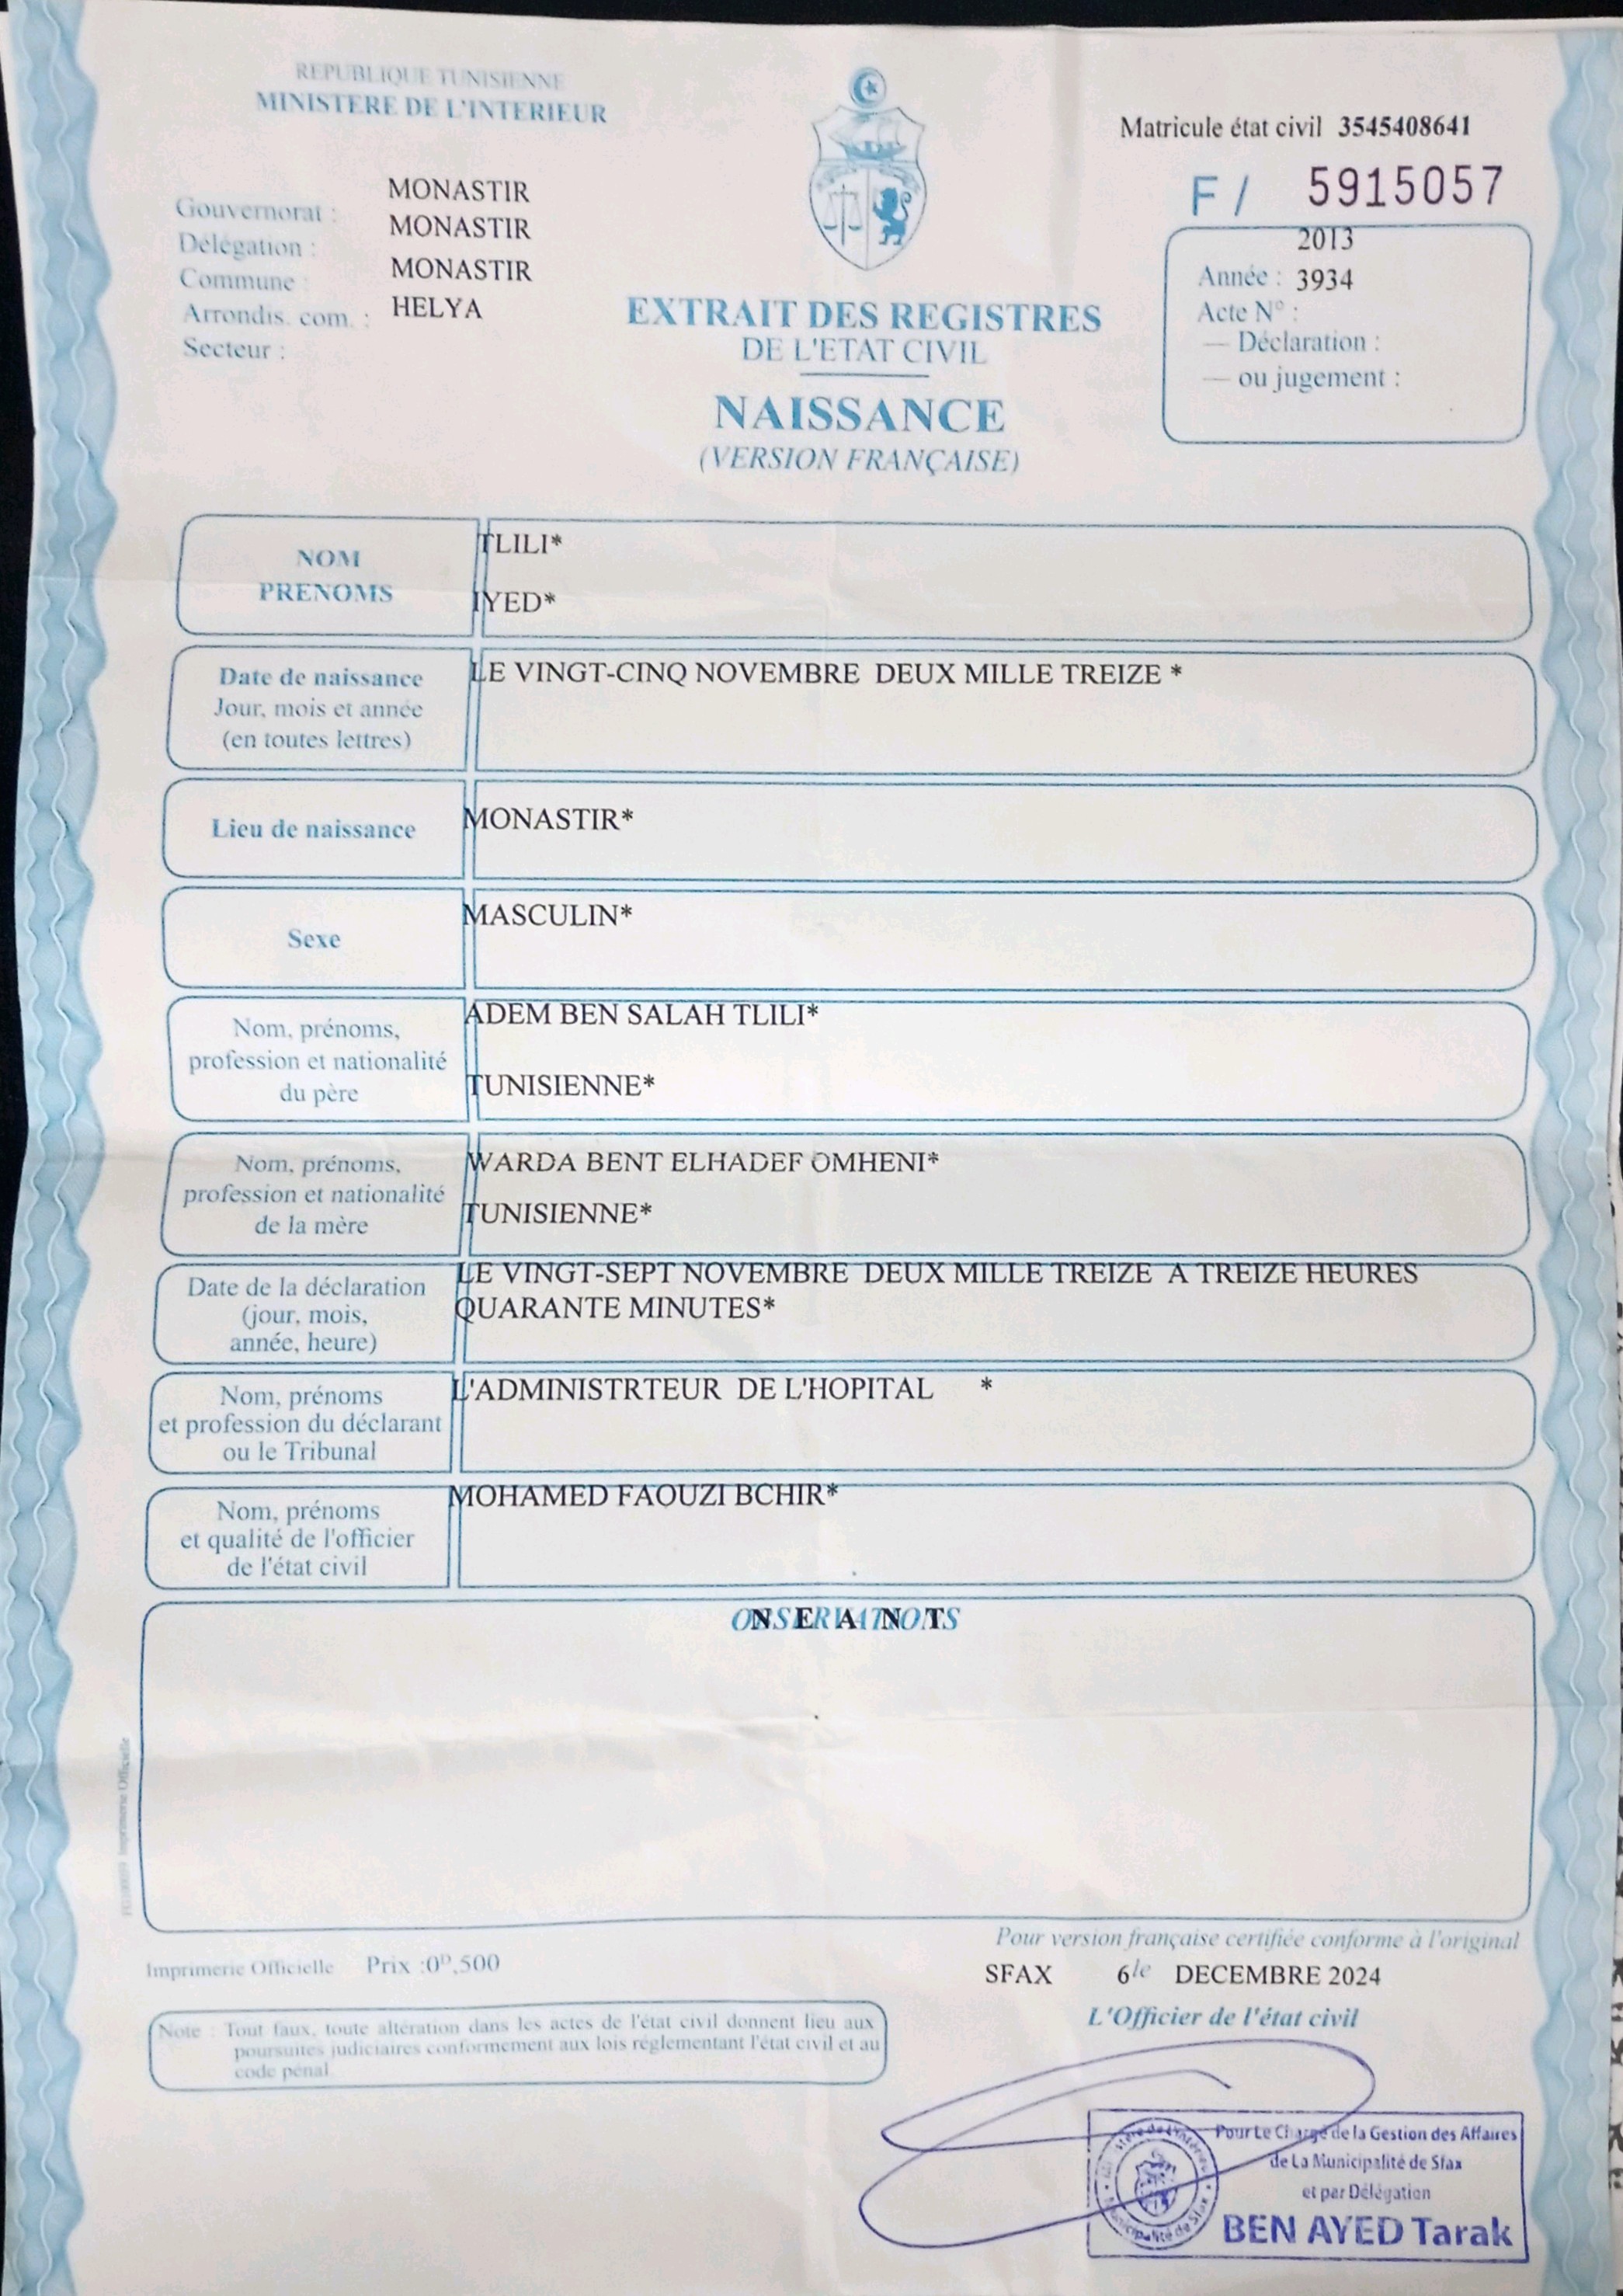 REPUBLIQUE TUNISIENNE
MINISTERE DE L'INTERIEUR
Matricule état civil 3545408641
F / 5915057
Gouvernorat : MONASTIR
Délégation : MONASTIR
Commune : MONASTIR
Arrondis. com. : HELYA
Secteur :
2013
Année : 3934
Acte N° :
— Déclaration :
— ou jugement :
EXTRAIT DES REGISTRES
DE L'ETAT CIVIL
NAISSANCE
(VERSION FRANÇAISE)
NOM TLILI*
PRENOMS IYED*
Date de naissance LE VINGT-CINQ NOVEMBRE DEUX MILLE TREIZE *
Jour, mois et année
(en toutes lettres)
Lieu de naissance MONASTIR*
Sexe MASCULIN*
Nom, prénoms, ADEM BEN SALAH TLILI*
profession et nationalité
du père TUNISIENNE*
Nom, prénoms, WARDA BENT ELHADEF OMHENI*
profession et nationalité
de la mère TUNISIENNE*
Date de la déclaration LE VINGT-SEPT NOVEMBRE DEUX MILLE TREIZE A TREIZE HEURES
(jour, mois, QUARANTE MINUTES*
année, heure)
Nom, prénoms L'ADMINISTRTEUR DE L'HOPITAL *
et profession du déclarant
ou le Tribunal
Nom, prénoms MOHAMED FAOUZI BCHIR*
et qualité de l'officier
de l'état civil
OBSERVATIONS
N E A N T
Imprimerie Officielle
Imprimerie Officielle Prix :0ᴰ,500
Pour version française certifiée conforme à l'original
SFAX 6 le DECEMBRE 2024
L'Officier de l'état civil
Note : Tout faux, toute altération dans les actes de l'état civil donnent lieu aux
poursuites judiciaires conformement aux lois réglementant l'état civil et au
code pénal.
Pour Le Chargé de la Gestion des Affaires
de La Municipalité de Sfax
et par Délégation
BEN AYED Tarak
Municipalité de Sfax